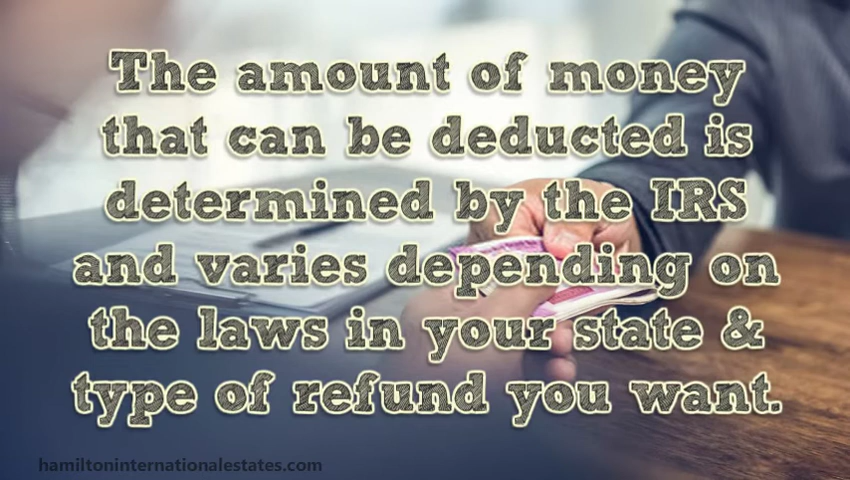 The amount of money
that can be deducted is
determined by the IRS
and varies depending on
the laws in your state &
type of refund you want.
hamiltoninternationalestates.com